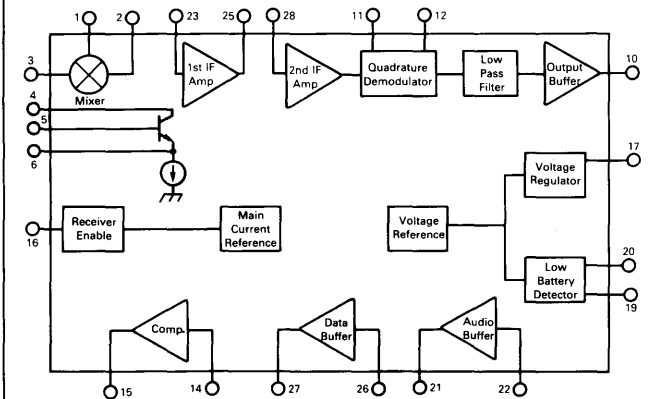 1
2
23
25
28
11
12
3
Mixer
1st IF
Amp
2nd IF
Amp
Quadrature
Demodulator
Low
Pass
Filter
Output
Buffer
10
4
5
6
17
Voltage
Regulator
16
Receiver
Enable
Main
Current
Reference
Voltage
Reference
20
Low
Battery
Detector
19
Comp.
Data
Buffer
Audio
Buffer
15
14
27
26
21
22